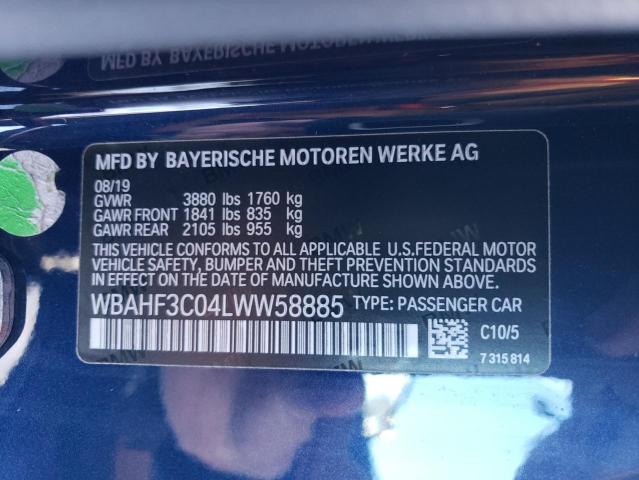 MFD BY BAYERISCHE MOTOREN WERKE AG
08/19
GVWR 3880 lbs 1760 kg
GAWR FRONT 1841 lbs 835 kg
GAWR REAR 2105 lbs 955 kg
THIS VEHICLE CONFORMS TO ALL APPLICABLE U.S.FEDERAL MOTOR
VEHICLE SAFETY, BUMPER AND THEFT PREVENTION STANDARDS
IN EFFECT ON THE DATE OF MANUFACTURE SHOWN ABOVE.
WBAHF3C04LWW58885 TYPE: PASSENGER CAR
C10/5
7 315 814